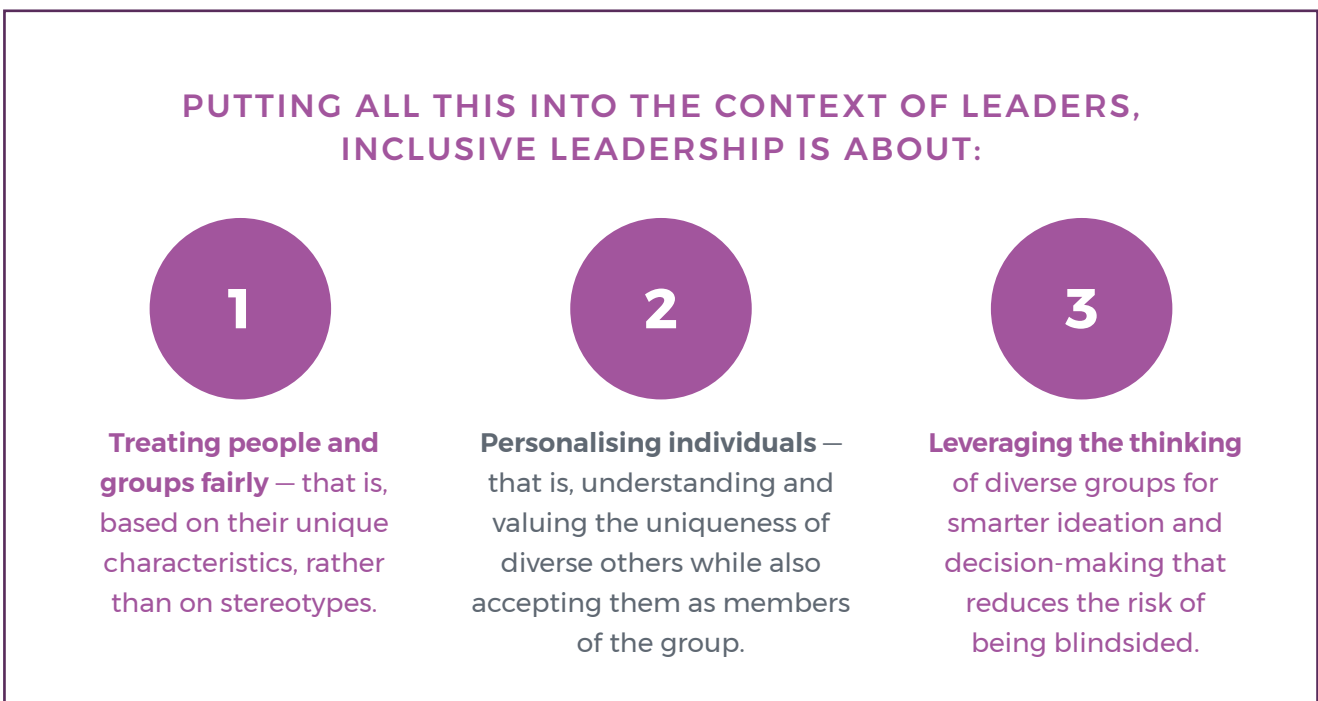 PUTTING ALL THIS INTO THE CONTEXT OF LEADERS,
INCLUSIVE LEADERSHIP IS ABOUT:
1
Treating people and
groups fairly — that is,
based on their unique
characteristics, rather
than on stereotypes.
2
Personalising individuals —
that is, understanding and
valuing the uniqueness of
diverse others while also
accepting them as members
of the group.
3
Leveraging the thinking
of diverse groups for
smarter ideation and
decision-making that
reduces the risk of
being blindsided.